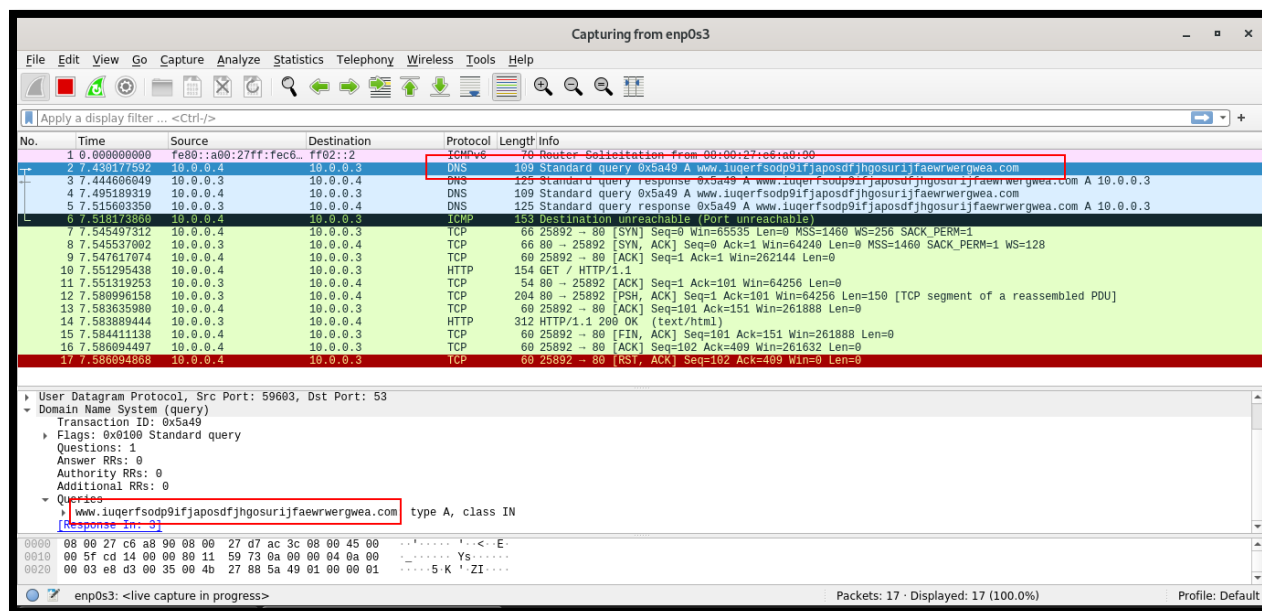 Capturing from enp0s3
File Edit View Go Capture Analyze Statistics Telephony Wireless Tools Help
Apply a display filter ... <Ctrl-/>
No. Time Source Destination Protocol Length Info
1 0.000000000 fe80::a00:27ff:fec6… ff02::2 ICMPv6 70 Router Solicitation from 08:00:27:c6:a8:90
2 7.430177592 10.0.0.4 10.0.0.3 DNS 109 Standard query 0x5a49 A www.iuqerfsodp9ifjaposdfjhgosurijfaewrwergwea.com
3 7.444606049 10.0.0.3 10.0.0.4 DNS 125 Standard query response 0x5a49 A www.iuqerfsodp9ifjaposdfjhgosurijfaewrwergwea.com A 10.0.0.3
4 7.495189319 10.0.0.4 10.0.0.3 DNS 109 Standard query 0x5a49 A www.iuqerfsodp9ifjaposdfjhgosurijfaewrwergwea.com
5 7.515603350 10.0.0.3 10.0.0.4 DNS 125 Standard query response 0x5a49 A www.iuqerfsodp9ifjaposdfjhgosurijfaewrwergwea.com A 10.0.0.3
6 7.518173860 10.0.0.4 10.0.0.3 ICMP 153 Destination unreachable (Port unreachable)
7 7.545497312 10.0.0.4 10.0.0.3 TCP 66 25892 → 80 [SYN] Seq=0 Win=65535 Len=0 MSS=1460 WS=256 SACK_PERM=1
8 7.545537002 10.0.0.3 10.0.0.4 TCP 66 80 → 25892 [SYN, ACK] Seq=0 Ack=1 Win=64240 Len=0 MSS=1460 SACK_PERM=1 WS=128
9 7.547617074 10.0.0.4 10.0.0.3 TCP 60 25892 → 80 [ACK] Seq=1 Ack=1 Win=262144 Len=0
10 7.551295438 10.0.0.4 10.0.0.3 HTTP 154 GET / HTTP/1.1
11 7.551319253 10.0.0.3 10.0.0.4 TCP 54 80 → 25892 [ACK] Seq=1 Ack=101 Win=64256 Len=0
12 7.580996158 10.0.0.3 10.0.0.4 TCP 204 80 → 25892 [PSH, ACK] Seq=1 Ack=101 Win=64256 Len=150 [TCP segment of a reassembled PDU]
13 7.583635980 10.0.0.4 10.0.0.3 TCP 60 25892 → 80 [ACK] Seq=101 Ack=151 Win=261888 Len=0
14 7.583889444 10.0.0.3 10.0.0.4 HTTP 312 HTTP/1.1 200 OK (text/html)
15 7.584411138 10.0.0.4 10.0.0.3 TCP 60 25892 → 80 [FIN, ACK] Seq=101 Ack=151 Win=261888 Len=0
16 7.586094497 10.0.0.4 10.0.0.3 TCP 60 25892 → 80 [ACK] Seq=102 Ack=409 Win=261632 Len=0
17 7.586094868 10.0.0.4 10.0.0.3 TCP 60 25892 → 80 [RST, ACK] Seq=102 Ack=409 Win=0 Len=0
User Datagram Protocol, Src Port: 59603, Dst Port: 53
Domain Name System (query)
Transaction ID: 0x5a49
Flags: 0x0100 Standard query
Questions: 1
Answer RRs: 0
Authority RRs: 0
Additional RRs: 0
Queries
www.iuqerfsodp9ifjaposdfjhgosurijfaewrwergwea.com: type A, class IN
[Response In: 3]
0000 08 00 27 c6 a8 90 08 00 27 d7 ac 3c 08 00 45 00 ··'····· '··<··E·
0010 00 5f cd 14 00 00 80 11 59 73 0a 00 00 04 0a 00 ·_······ Ys······
0020 00 03 e8 d3 00 35 00 4b 27 88 5a 49 01 00 00 01 ·····5·K '·ZI····
enp0s3: <live capture in progress> Packets: 17 · Displayed: 17 (100.0%) Profile: Default